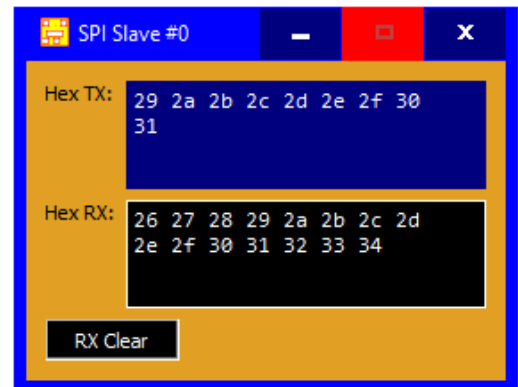 SPI Slave #0
Hex TX:
29 2a 2b 2c 2d 2e 2f 30
31
Hex RX:
26 27 28 29 2a 2b 2c 2d
2e 2f 30 31 32 33 34
RX Clear